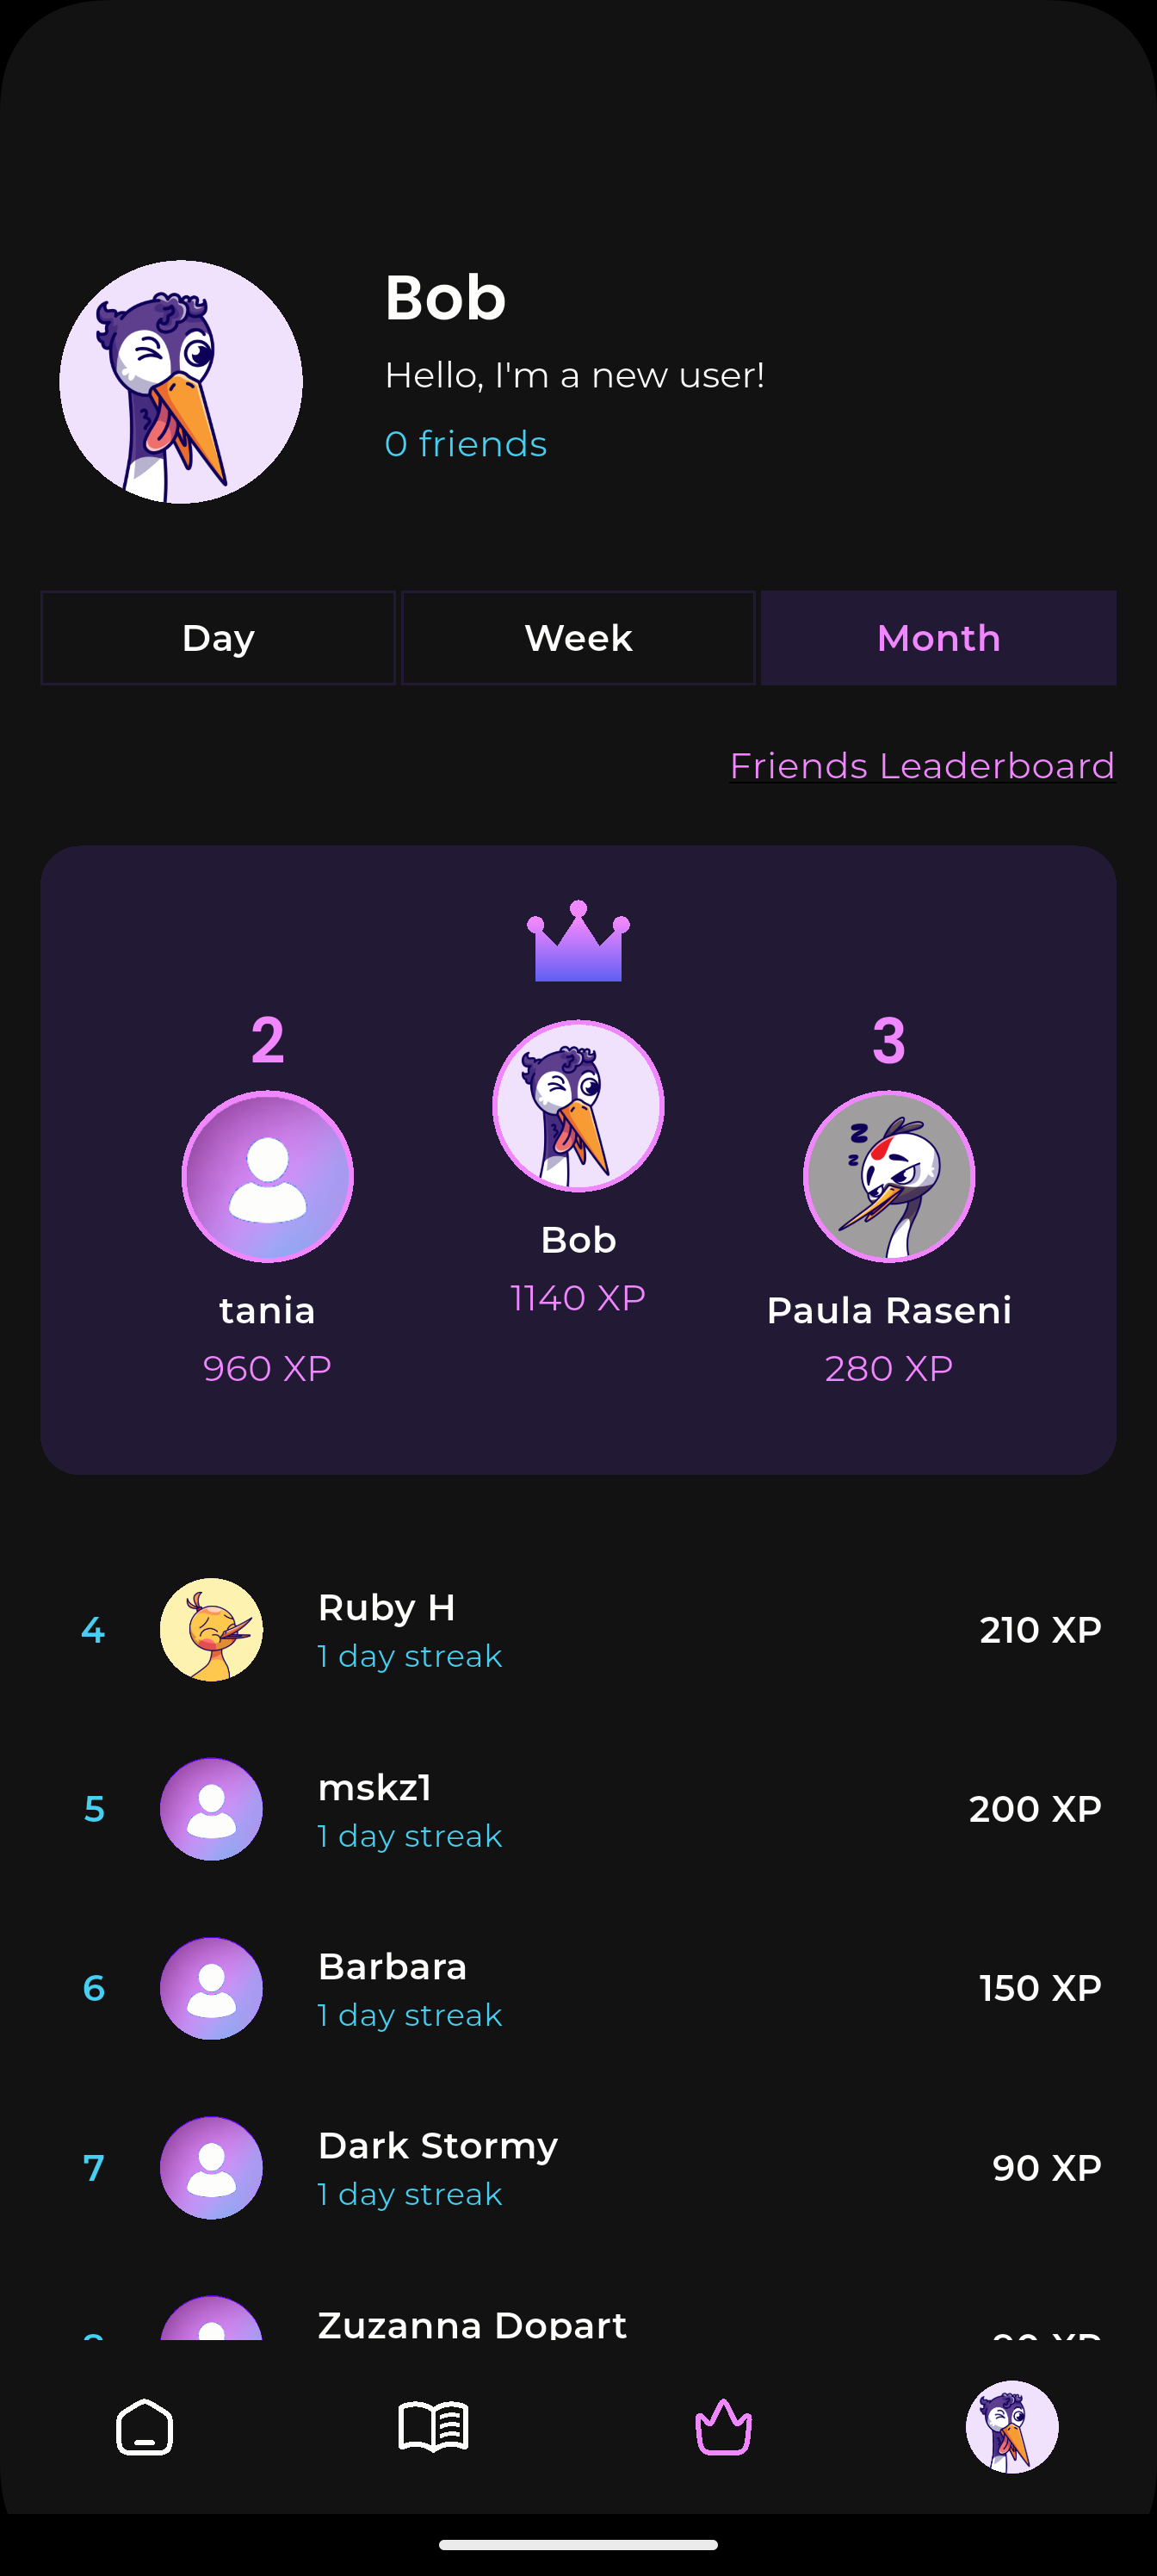 Bob
Hello, I'm a new user!
0 friends
Day
Week
Month
Friends Leaderboard
2
3
Bob
1140 XP
tania
960 XP
Paula Raseni
280 XP
4
Ruby H
1 day streak
210 XP
5
mskz1
1 day streak
200 XP
6
Barbara
1 day streak
150 XP
7
Dark Stormy
1 day streak
90 XP
Zuzanna Dopart